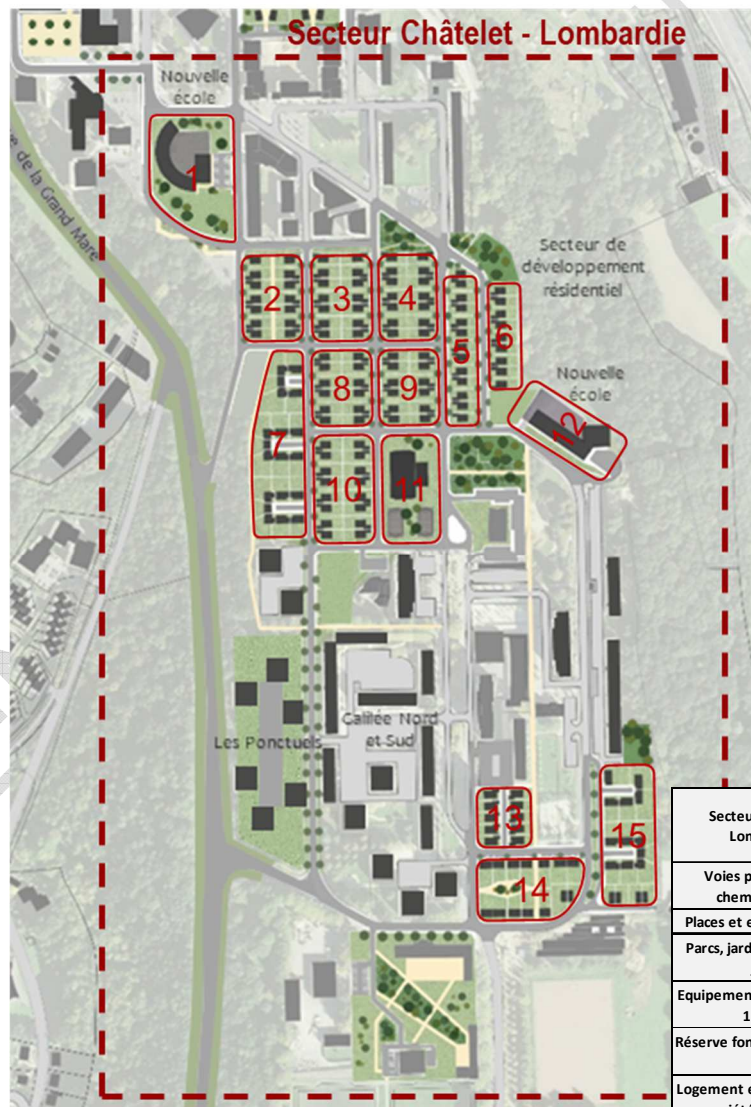 Secteur Châtelet - Lombardie
Nouvelle
école
1
de la Grand Mare
Secteur de
développement
résidentiel
2
3
4
5
6
Nouvelle
école
7
8
9
12
10
11
Les Ponctuels
Galilée Nord
et Sud
13
14
15
Lom
Voies p
chem
Places et e
Parcs, jard
Equipemen
1
Réserve fon
Logement e